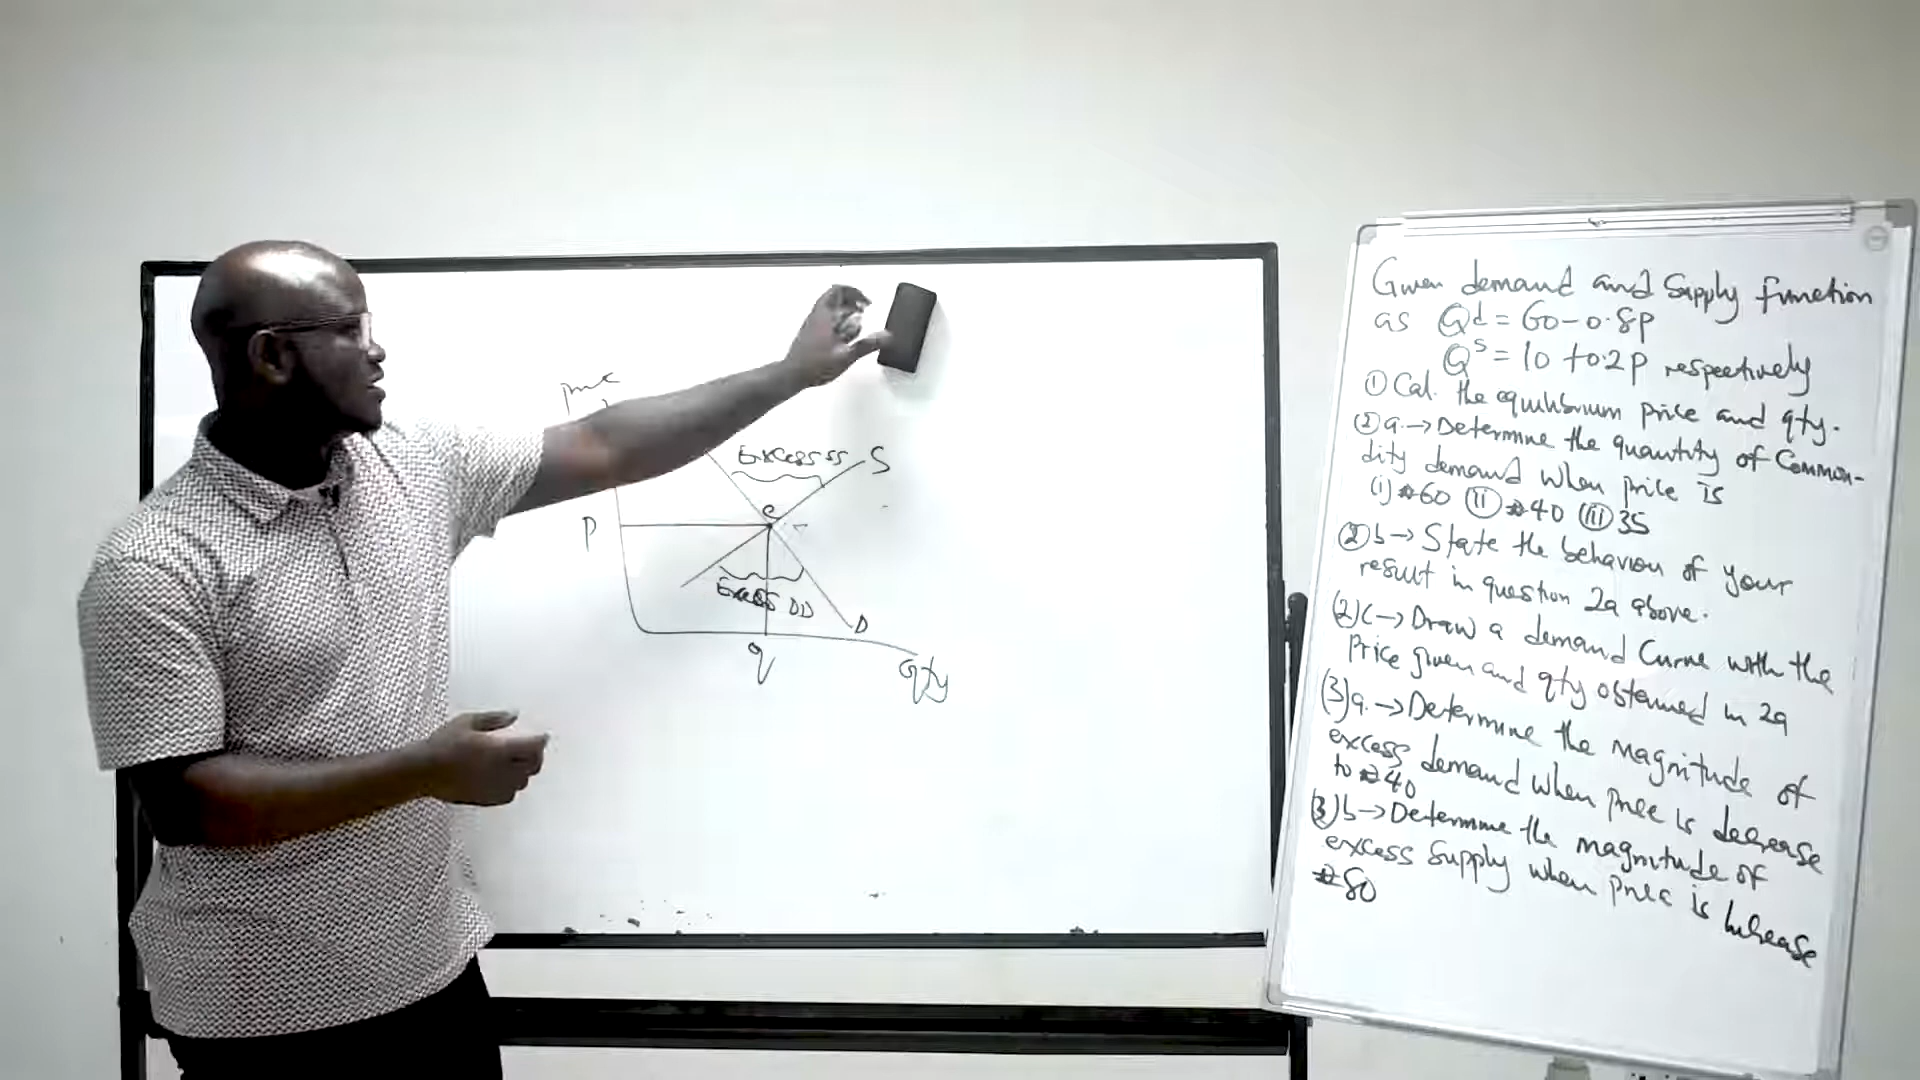 price
Excess ss
S
e
P
Excess DD
D
q
Qty
Given demand and Supply function
as Qd = 60-0.8p
Qs = 10 +0.2p respectively
① Cal. the equilibrium price and qty.
② a.→Determine the quantity of Common-
dity demand when price is
(i) ₦60 (ii) ₦40 (iii) 35
② b→ State the behaviour of your
result in question 2a above.
(2)c→ Draw a demand Curve with the
Price given and qty obtained in 2a
(3)a.→Determine the magnitude of
excess demand when price is decrease
to ₦40
(3)b→Determine the magnitude of
excess Supply when price is increase
₦80